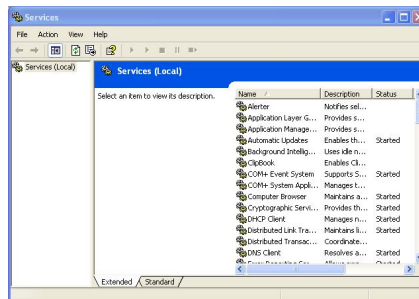 Services
File Action View Help
Services (Local)
Services (Local)
Select an item to view its description.
Name Description Status
Alerter Notifies sel...
Application Layer G... Provides s...
Application Manage... Provides s...
Automatic Updates Enables th... Started
Background Intellig... Uses idle n...
ClipBook Enables Cli...
COM+ Event System Supports S... Started
COM+ System Appli... Manages t...
Computer Browser Maintains a... Started
Cryptographic Servi... Provides th... Started
DHCP Client Manages n... Started
Distributed Link Tra... Maintains li... Started
Distributed Transac... Coordinate...
DNS Client Resolves a... Started
Extended Standard